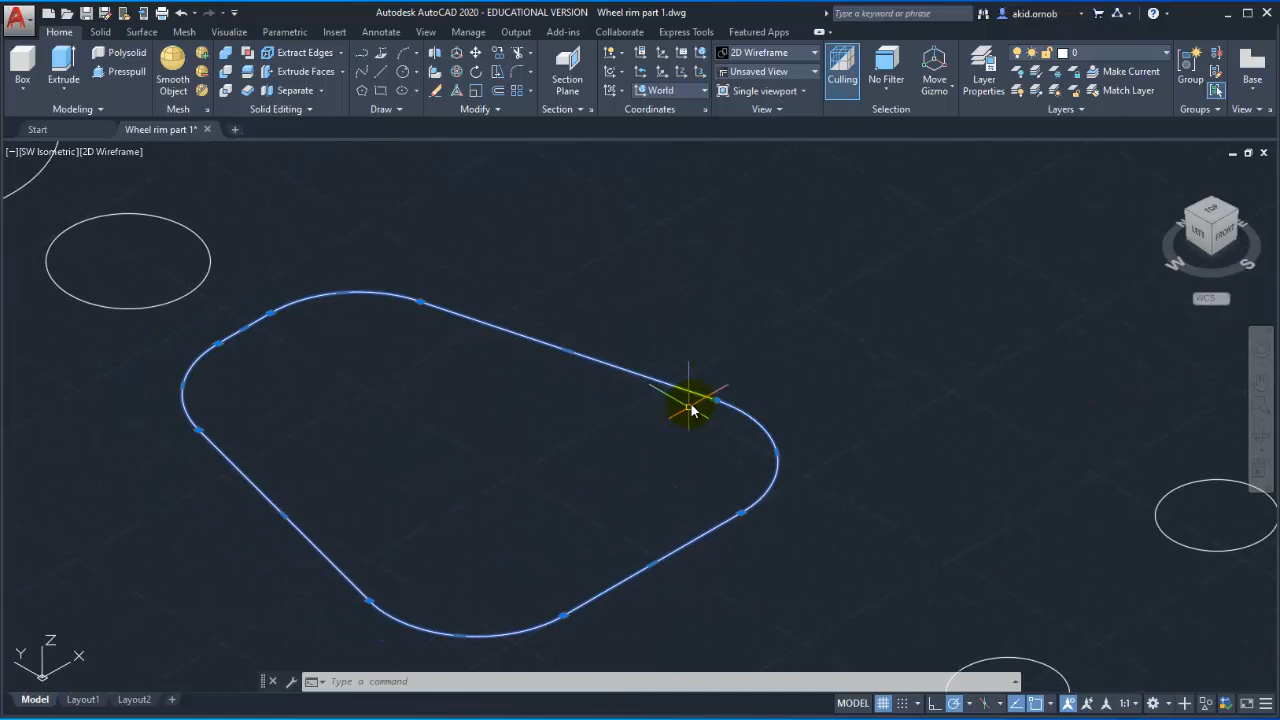 Autodesk AutoCAD 2020 - EDUCATIONAL VERSION Wheel rim part 1.dwg
Type a keyword or phrase
akid.ornob
Home Solid Surface Mesh Visualize Parametric Insert Annotate View Manage Output Add-ins Collaborate Express Tools Featured Apps
Box
Extrude
Polysolid
Presspull
Modeling
Smooth Object
Mesh
Extract Edges
Extrude Faces
Separate
Solid Editing
Draw
Modify
Section Plane
Section
World
Coordinates
2D Wireframe
Unsaved View
Single viewport
View
Culling
No Filter
Move Gizmo
Selection
Layer Properties
0
Make Current
Match Layer
Layers
Group
Groups
Base
View
Start
Wheel rim part 1*
[−][SW Isometric][2D Wireframe]
TOP
LEFT
FRONT
W
S
WCS
Z
Y
X
Type a command
Model Layout1 Layout2
MODEL
1:1